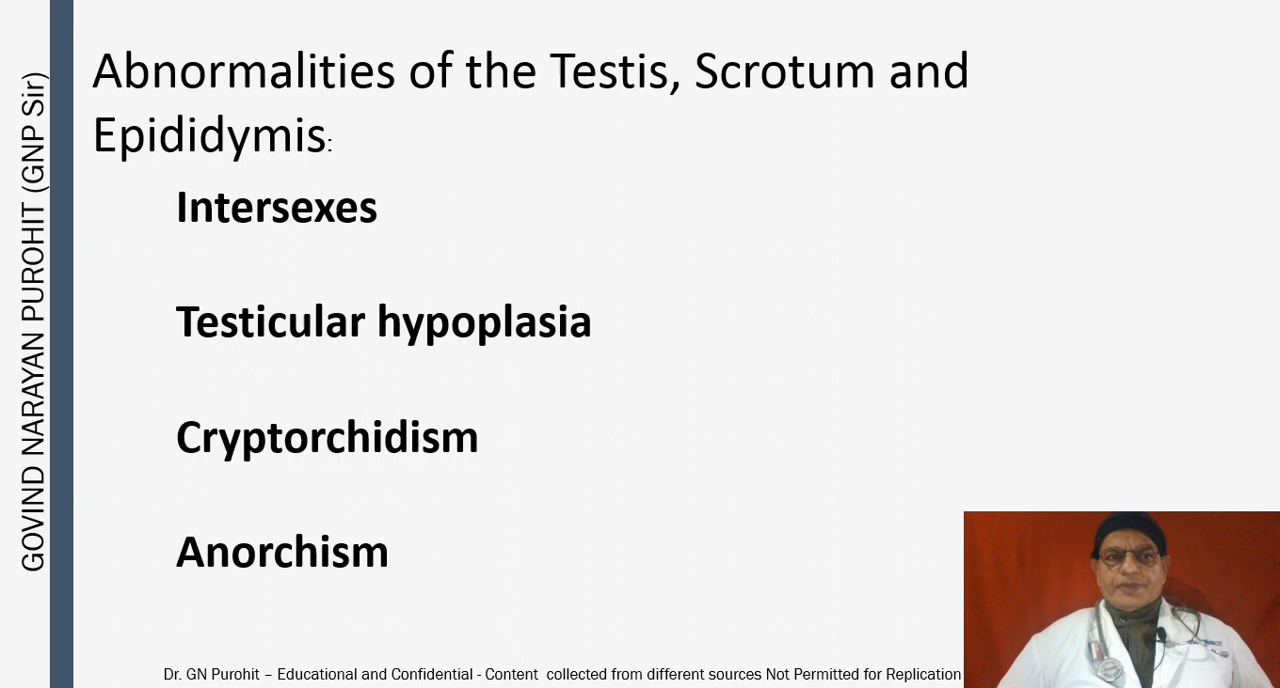 GOVIND NARAYAN PUROHIT (GNP Sir)
Abnormalities of the Testis, Scrotum and
Epididymis:
Intersexes
Testicular hypoplasia
Cryptorchidism
Anorchism
Dr. GN Purohit – Educational and Confidential - Content collected from different sources Not Permitted for Replication